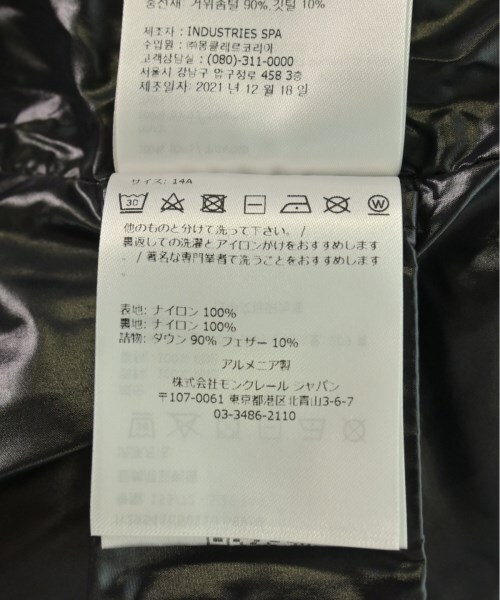 충전재: 거위솜털 90%,깃털 10%
제조자 : INDUSTRIES SPA
수입원 : ㈜몽클레르코리아
고객상담실 : (080)-311-0000
서울시 강남구 압구정로 458 3층
제조일자 : 2021 년 12 월 18 일
サイズ: 14A
30
W
他のものと分けて洗って下さい。/
裏返しての洗濯とアイロンがけをおすすめします
。/ 著名な専門業者で洗うことをおすすめします
。
表地: ナイロン 100%
裏地: ナイロン 100%
詰物: ダウン 90% フェザー 10%
アルメニア製
株式会社モンクレール ジャパン
〒107-0061 東京都港区北青山3-6-7
03-3486-2110